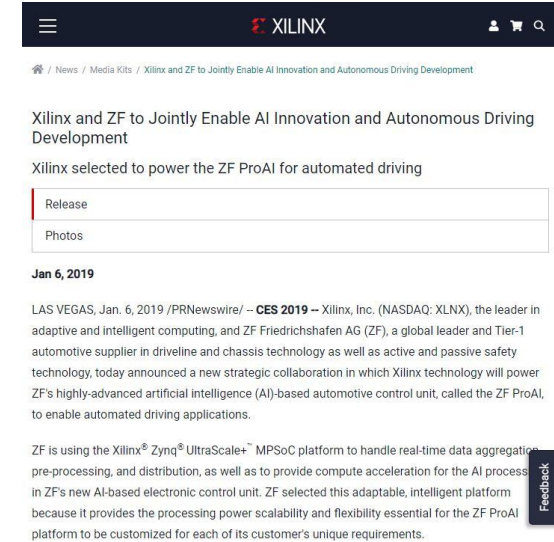 XILINX
/ News / Media Kits / Xilinx and ZF to Jointly Enable AI Innovation and Autonomous Driving Development
Xilinx and ZF to Jointly Enable AI Innovation and Autonomous Driving
Development
Xilinx selected to power the ZF ProAI for automated driving
Release
Photos
Jan 6, 2019
LAS VEGAS, Jan. 6, 2019 /PRNewswire/ -- CES 2019 -- Xilinx, Inc. (NASDAQ: XLNX), the leader in
adaptive and intelligent computing, and ZF Friedrichshafen AG (ZF), a global leader and Tier-1
automotive supplier in driveline and chassis technology as well as active and passive safety
technology, today announced a new strategic collaboration in which Xilinx technology will power
ZF's highly-advanced artificial intelligence (AI)-based automotive control unit, called the ZF ProAI,
to enable automated driving applications.
ZF is using the Xilinx® Zynq® UltraScale+™ MPSoC platform to handle real-time data aggregation
pre-processing, and distribution, as well as to provide compute acceleration for the AI process
in ZF's new AI-based electronic control unit. ZF selected this adaptable, intelligent platform
because it provides the processing power scalability and flexibility essential for the ZF ProAI
platform to be customized for each of its customer's unique requirements.
Feedback